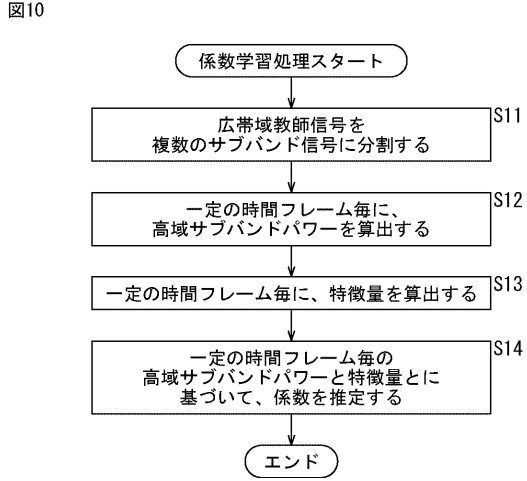 図10
係数学習処理スタート
S11
広帯域教師信号を
複数のサブバンド信号に分割する
S12
一定の時間フレーム毎に、
高域サブバンドパワーを算出する
S13
一定の時間フレーム毎に、特徴量を算出する
S14
一定の時間フレーム毎の
高域サブバンドパワーと特徴量とに
基づいて、係数を推定する
エンド